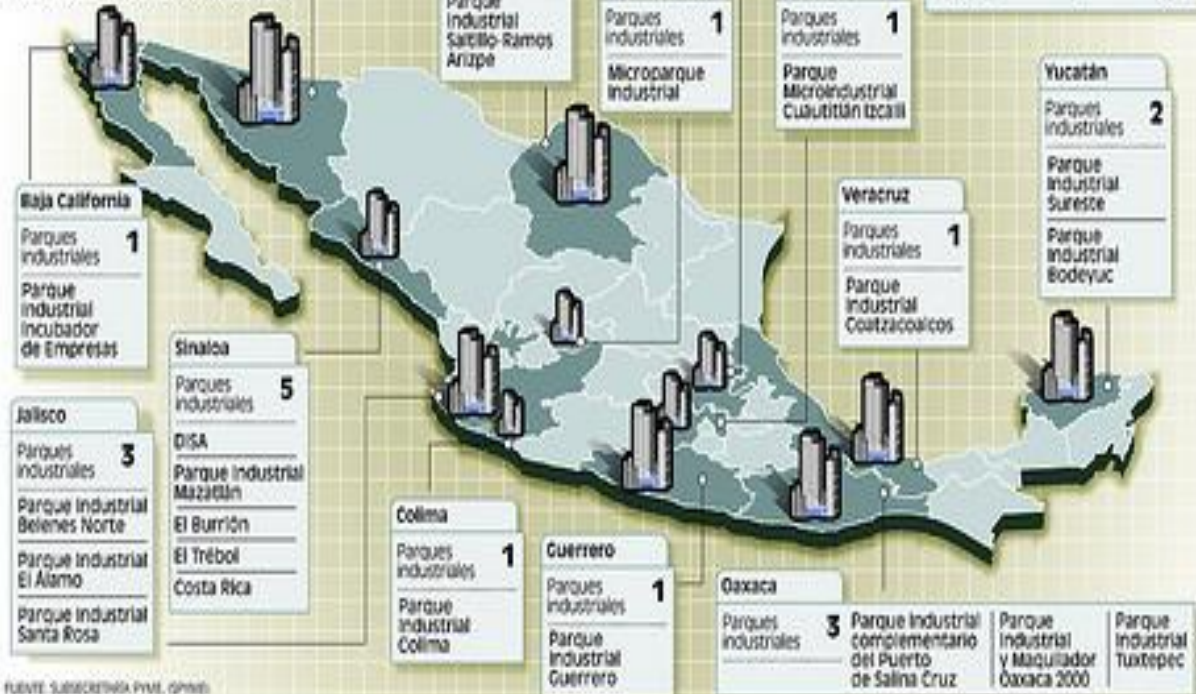 Parque
Industrial
Saltillo-Ramos
Arizpe
Parques
industriales
1
Microparque
Industrial
Parques
industriales
1
Parque
Microindustrial
Cuautitlán Izcalli
Yucatán
Parques
industriales
2
Parque
Industrial
Sureste
Parque
Industrial
Bodeyuc
Baja California
Parques
industriales
1
Parque
Industrial
Incubador
de Empresas
Veracruz
Parques
industriales
1
Parque
Industrial
Coatzacoalcos
Sinaloa
Parques
industriales
5
DISA
Parque Industrial
Mazatlán
El Burrión
El Trébol
Costa Rica
Jalisco
Parques
industriales
3
Parque Industrial
Belenes Norte
Parque Industrial
El Álamo
Parque Industrial
Santa Rosa
Colima
Parques
industriales
1
Parque
Industrial
Colima
Guerrero
Parques
industriales
1
Parque
Industrial
Guerrero
Oaxaca
Parques
industriales
3
Parque Industrial
complementario
del Puerto
de Salina Cruz
Parque
Industrial
y Maquilador
Oaxaca 2000
Parque
Industrial
Tuxtepec
FUENTE: SUBSECRETARÍA PYME. (SPYME).